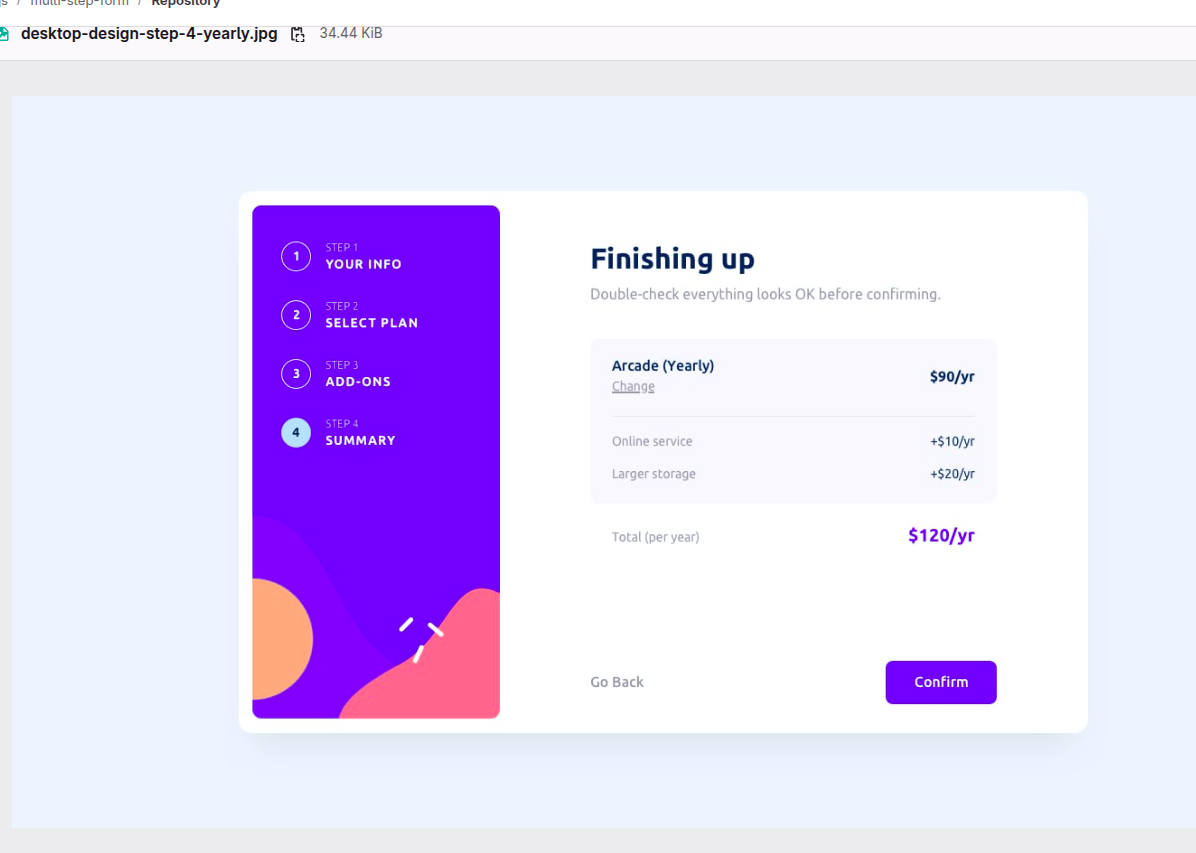 / multi-step-form / Repository
desktop-design-step-4-yearly.jpg 34.44 KiB
1 STEP 1
YOUR INFO
2 STEP 2
SELECT PLAN
3 STEP 3
ADD-ONS
4 STEP 4
SUMMARY
Finishing up
Double-check everything looks OK before confirming.
Arcade (Yearly)
Change
$90/yr
Online service +$10/yr
Larger storage +$20/yr
Total (per year) $120/yr
Go Back Confirm